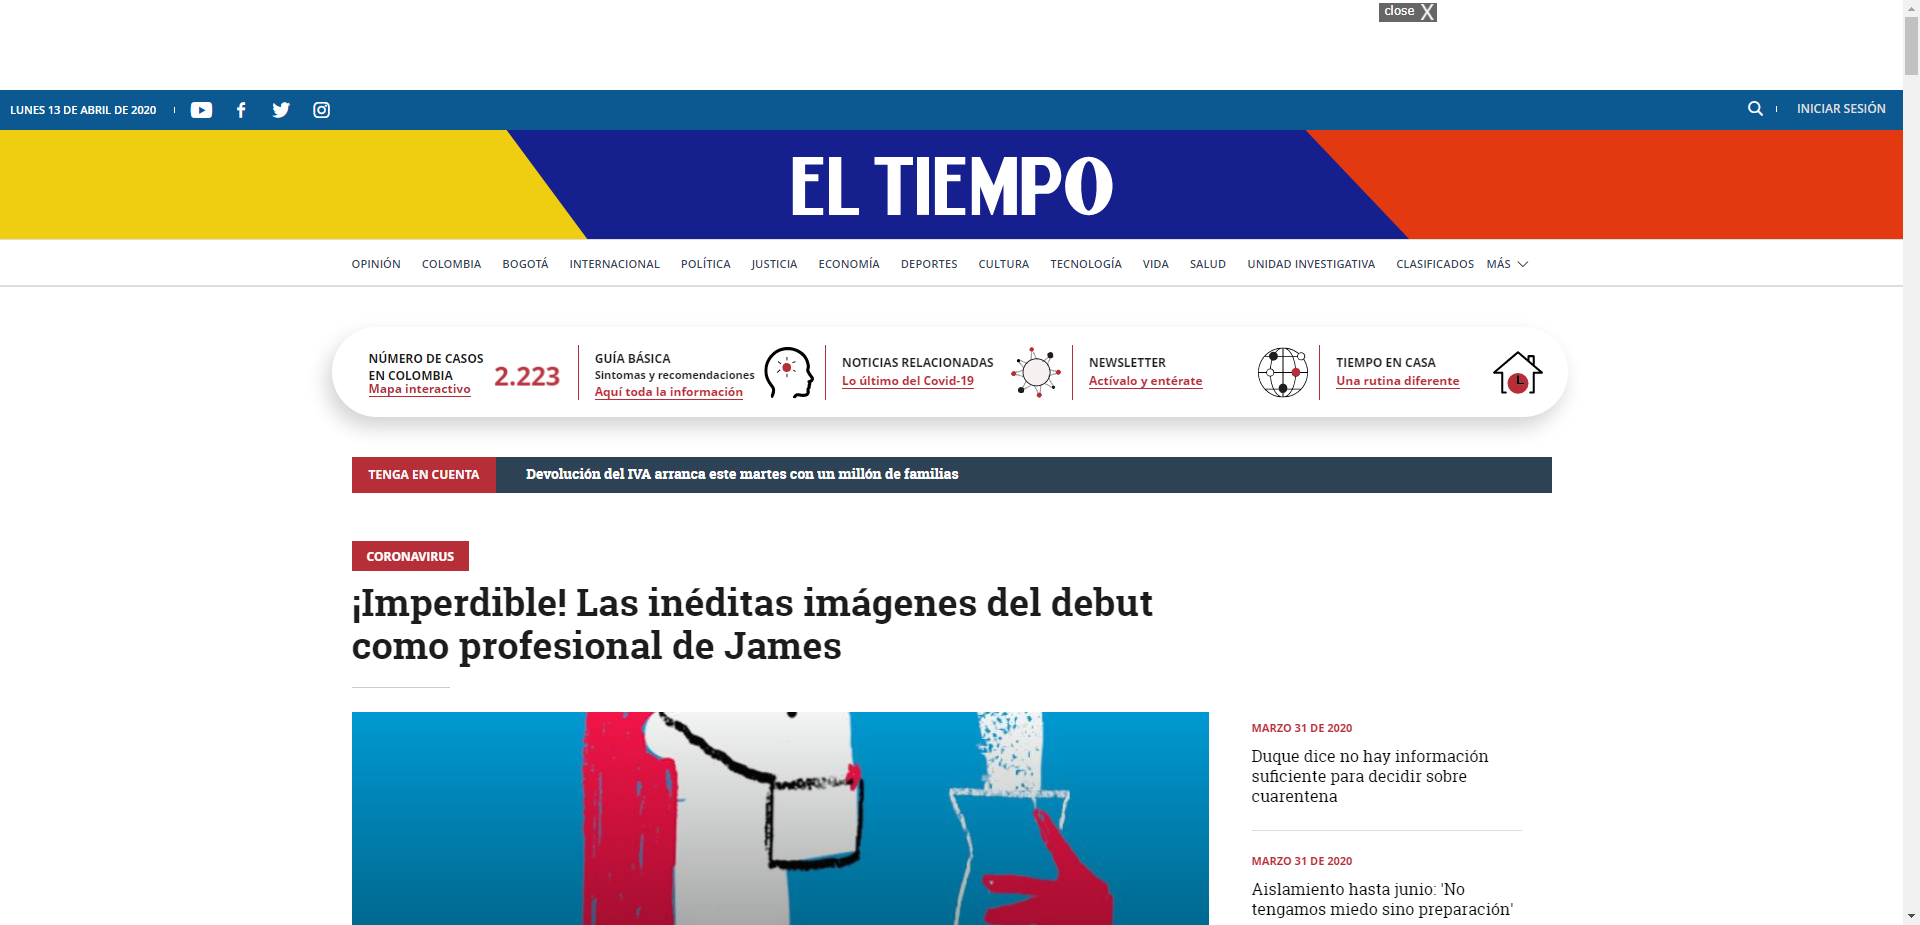 close X
LUNES 13 DE ABRIL DE 2020
INICIAR SESIÓN
EL TIEMPO
OPINIÓN COLOMBIA BOGOTÁ INTERNACIONAL POLÍTICA JUSTICIA ECONOMÍA DEPORTES CULTURA TECNOLOGÍA VIDA SALUD UNIDAD INVESTIGATIVA CLASIFICADOS MÁS
NÚMERO DE CASOS
EN COLOMBIA
Mapa interactivo
2.223
GUÍA BÁSICA
Sintomas y recomendaciones
Aquí toda la información
NOTICIAS RELACIONADAS
Lo último del Covid-19
NEWSLETTER
Actívalo y entérate
TIEMPO EN CASA
Una rutina diferente
TENGA EN CUENTA
Devolución del IVA arranca este martes con un millón de familias
CORONAVIRUS
¡Imperdible! Las inéditas imágenes del debut
como profesional de James
MARZO 31 DE 2020
Duque dice no hay información
suficiente para decidir sobre
cuarentena
MARZO 31 DE 2020
Aislamiento hasta junio: 'No
tengamos miedo sino preparación'